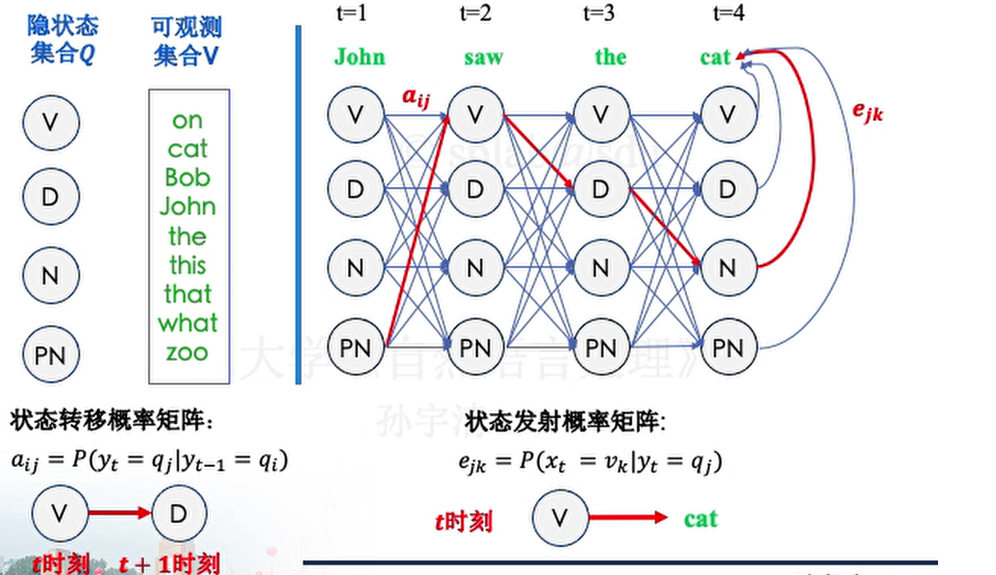 隐状态
集合Q
可观测
集合V
V
D
N
PN
on
cat
Bob
John
the
this
that
what
zoo
t=1 t=2 t=3 t=4
John saw the cat
a_{ij}
e_{jk}
V V V V
D D D D
N N N N
PN PN PN PN
大学 《自然语言处理》
孙宇清
状态转移概率矩阵：
a_{ij} = P(y_t = q_j|y_{t-1} = q_i)
V D
t时刻 t + 1时刻
状态发射概率矩阵:
e_{jk} = P(x_t = v_k|y_t = q_j)
t时刻 V cat